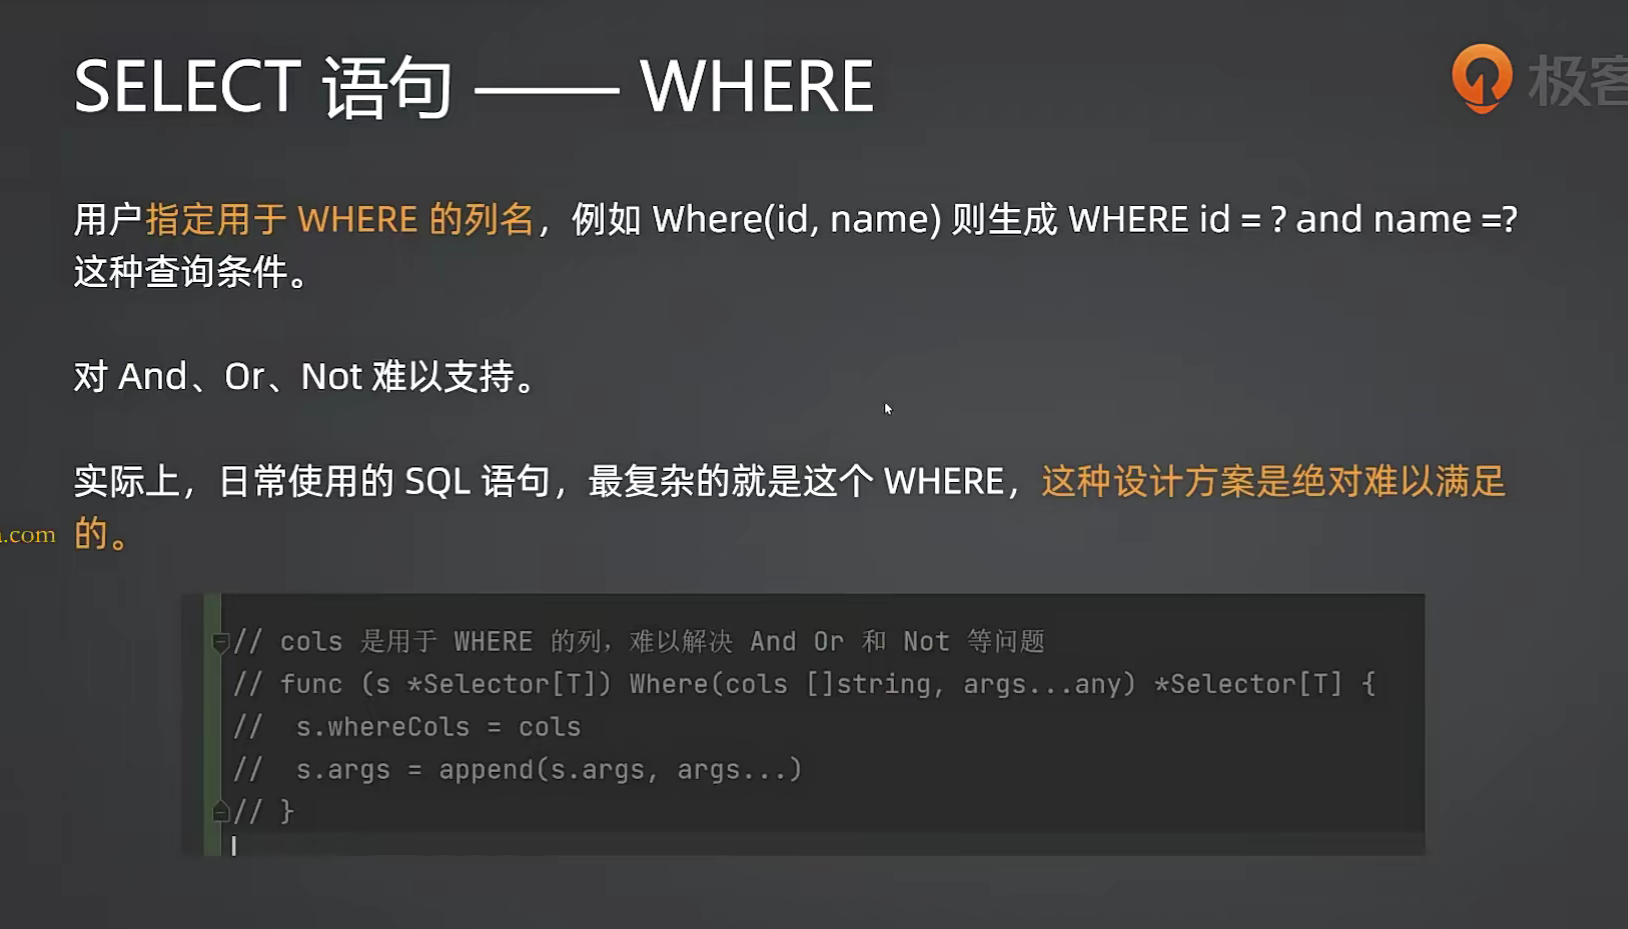 SELECT 语句 —— WHERE
极客
用户指定用于 WHERE 的列名，例如 Where(id, name) 则生成 WHERE id = ? and name =?
这种查询条件。
对 And、Or、Not 难以支持。
实际上，日常使用的 SQL 语句，最复杂的就是这个 WHERE，这种设计方案是绝对难以满足
.com
的。
// cols 是用于 WHERE 的列，难以解决 And Or 和 Not 等问题
// func (s *Selector[T]) Where(cols []string, args...any) *Selector[T] {
//  s.whereCols = cols
//  s.args = append(s.args, args...)
// }